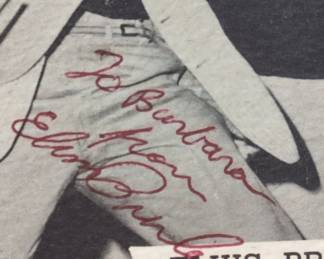 To Barbara
from
Elvis Presley